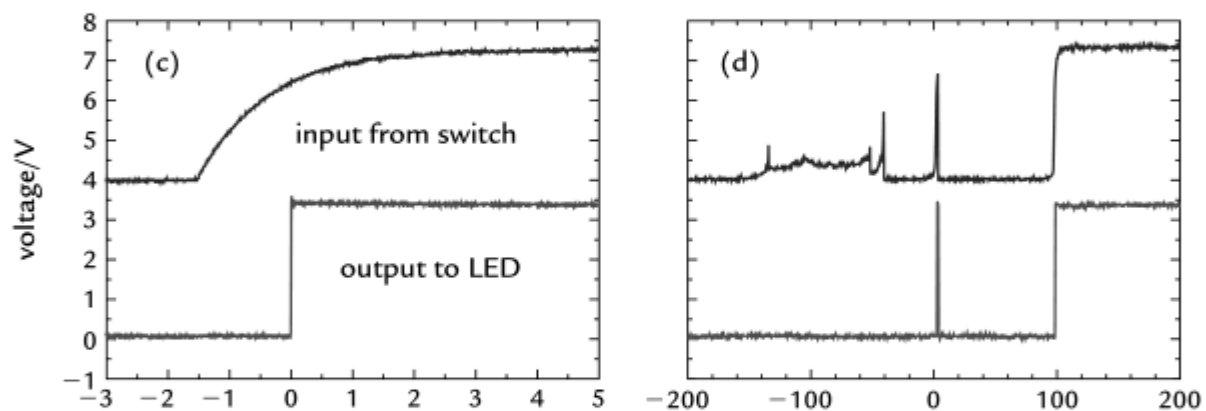 8
7
6
5
4
3
2
1
0
−1
voltage/V
(c)
input from switch
output to LED
−3 −2 −1 0 1 2 3 4 5
(d)
−200 −100 0 100 200